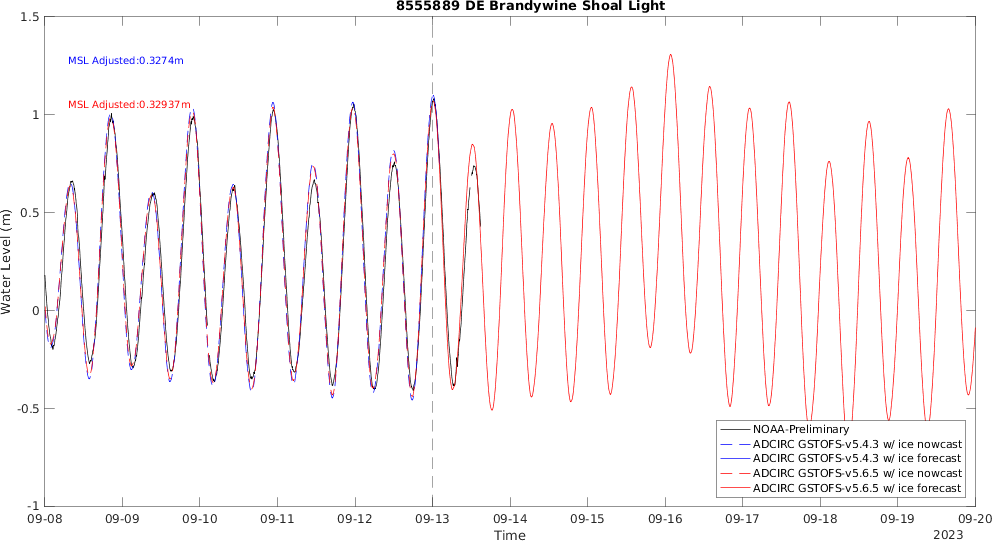 8555889 DE Brandywine Shoal Light
1.5
MSL Adjusted:0.3274m
MSL Adjusted:0.32937m
1
0.5
Water Level (m)
0
-0.5
NOAA-Preliminary
ADCIRC GSTOFS-v5.4.3 w/ ice nowcast
ADCIRC GSTOFS-v5.4.3 w/ ice forecast
ADCIRC GSTOFS-v5.6.5 w/ ice nowcast
ADCIRC GSTOFS-v5.6.5 w/ ice forecast
-1
09-08 09-09 09-10 09-11 09-12 09-13 09-14 09-15 09-16 09-17 09-18 09-19 09-20
Time
2023